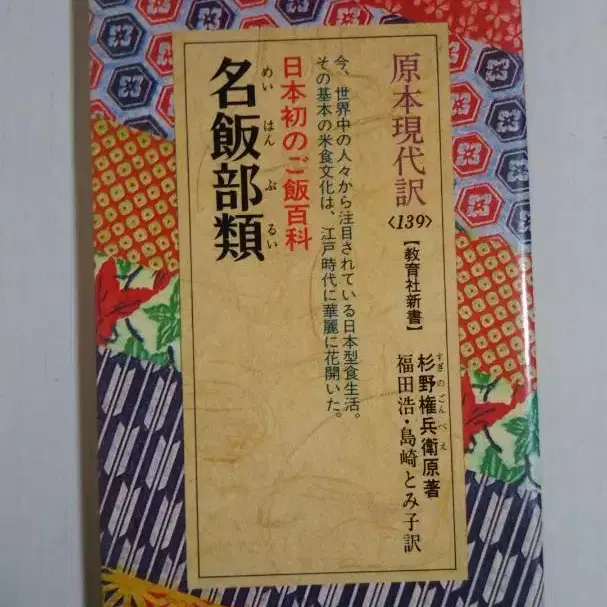 原本現代訳
〈139〉
【教育社新書】
杉野権兵衛原著
すぎのごんべえ
福田浩・島崎とみ子訳
今、世界中の人々から注目されている日本型食生活。
その基本の米食文化は、江戸時代に華麗に花開いた。
日本初のご飯百科
名飯部類
めいはんぶるい